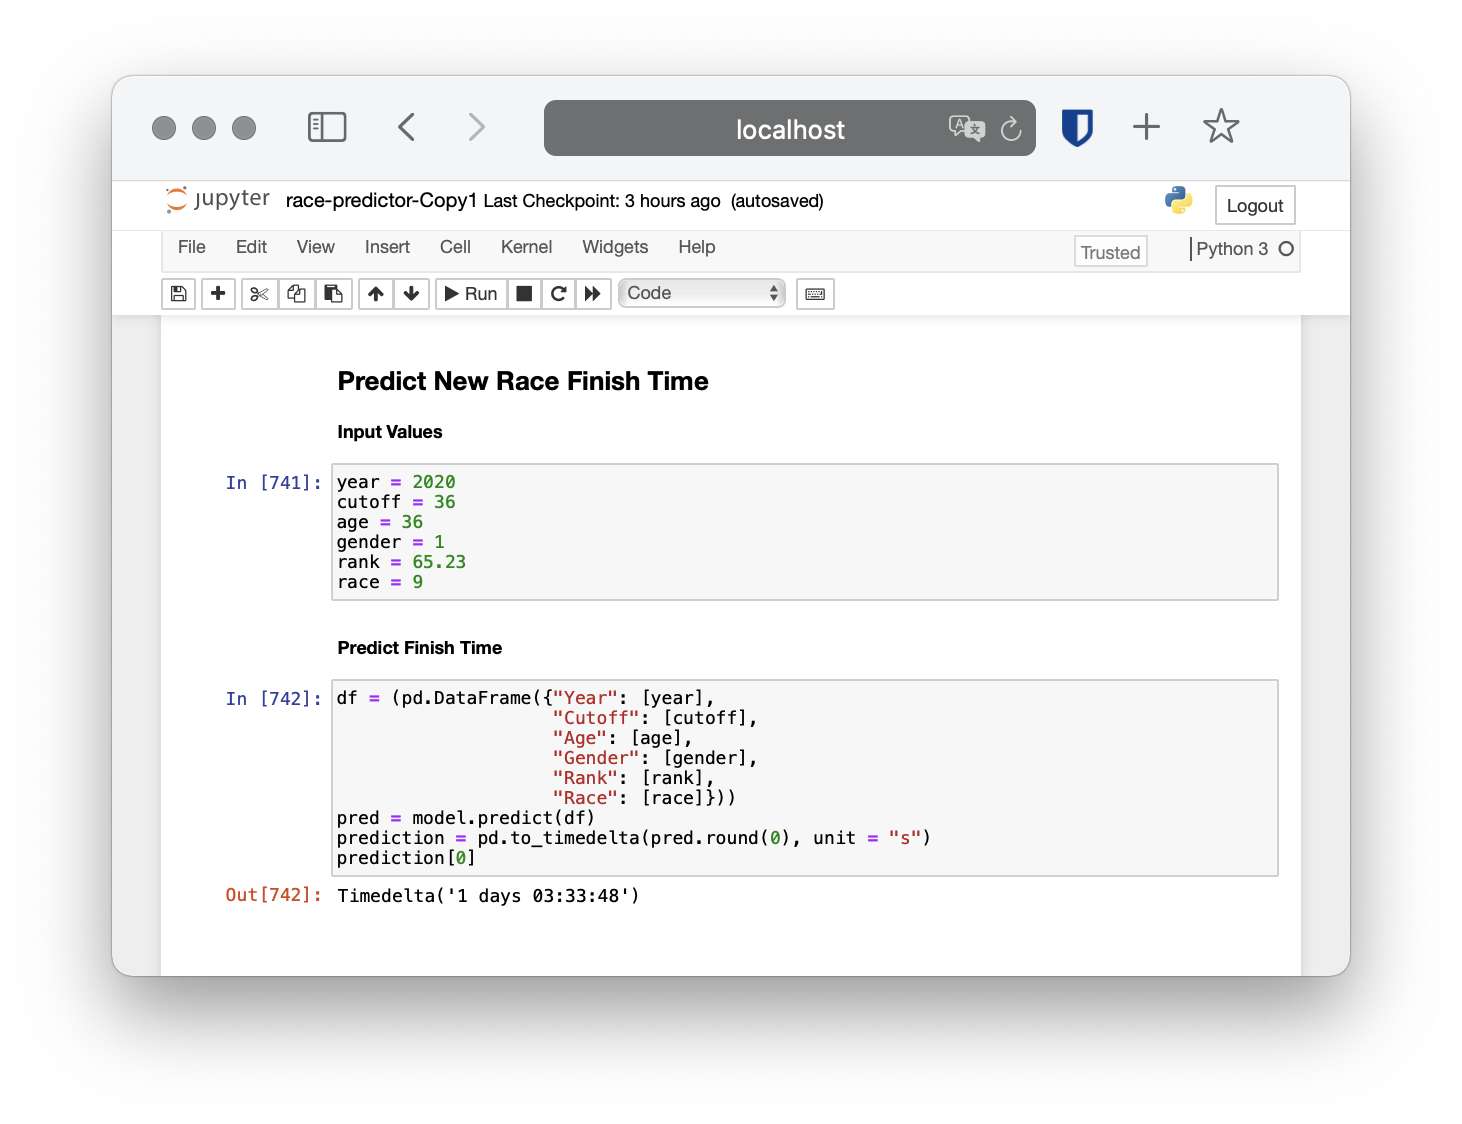 localhost
jupyter race-predictor-Copy1 Last Checkpoint: 3 hours ago (autosaved) Logout
File Edit View Insert Cell Kernel Widgets Help Trusted Python 3
Run Code
Predict New Race Finish Time
Input Values
In [741]: year = 2020
cutoff = 36
age = 36
gender = 1
rank = 65.23
race = 9
Predict Finish Time
In [742]: df = (pd.DataFrame({"Year": [year],
"Cutoff": [cutoff],
"Age": [age],
"Gender": [gender],
"Rank": [rank],
"Race": [race]}))
pred = model.predict(df)
prediction = pd.to_timedelta(pred.round(0), unit = "s")
prediction[0]
Out[742]: Timedelta('1 days 03:33:48')